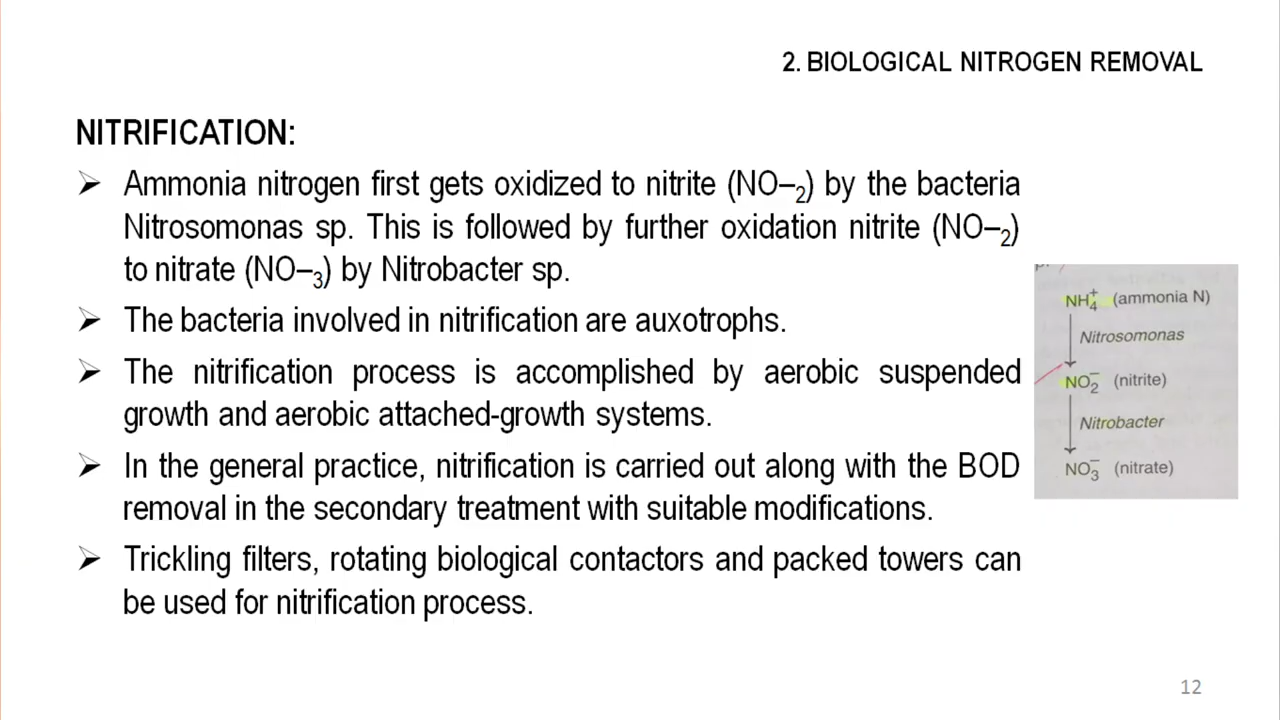 2. BIOLOGICAL NITROGEN REMOVAL
NITRIFICATION:
➢ Ammonia nitrogen first gets oxidized to nitrite (NO–₂) by the bacteria
Nitrosomonas sp. This is followed by further oxidation nitrite (NO–₂)
to nitrate (NO–₃) by Nitrobacter sp.
➢ The bacteria involved in nitrification are auxotrophs.
➢ The nitrification process is accomplished by aerobic suspended
growth and aerobic attached-growth systems.
➢ In the general practice, nitrification is carried out along with the BOD
removal in the secondary treatment with suitable modifications.
➢ Trickling filters, rotating biological contactors and packed towers can
be used for nitrification process.
NH₄⁺ (ammonia N)
Nitrosomonas
NO₂⁻ (nitrite)
Nitrobacter
NO₃⁻ (nitrate)
12